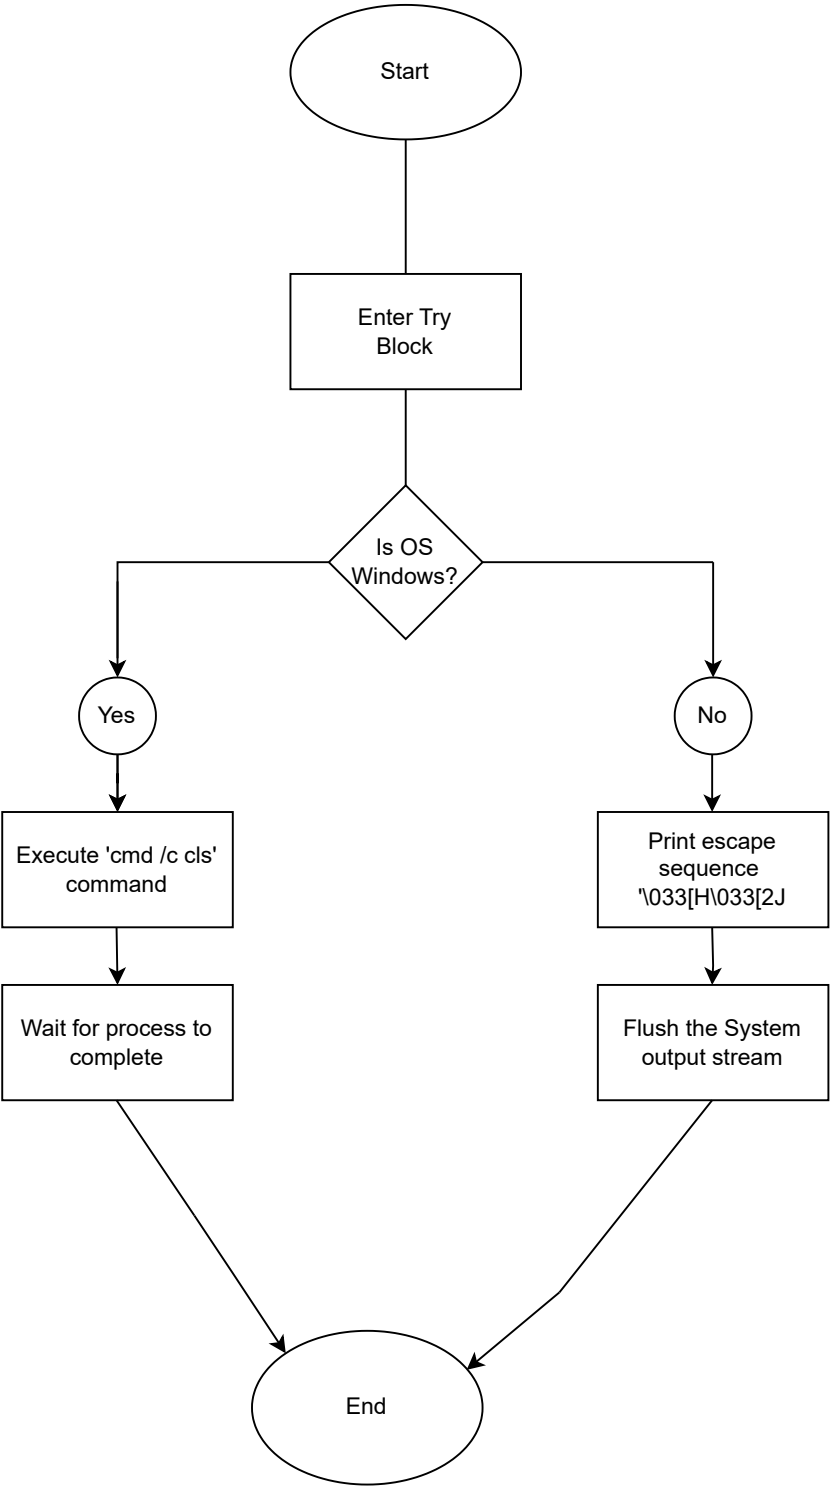 Start
Enter Try
Block
Is OS
Windows?
Yes
No
Execute 'cmd /c cls'
command
Print escape
sequence
'\033[H\033[2J
Wait for process to
complete
Flush the System
output stream
End